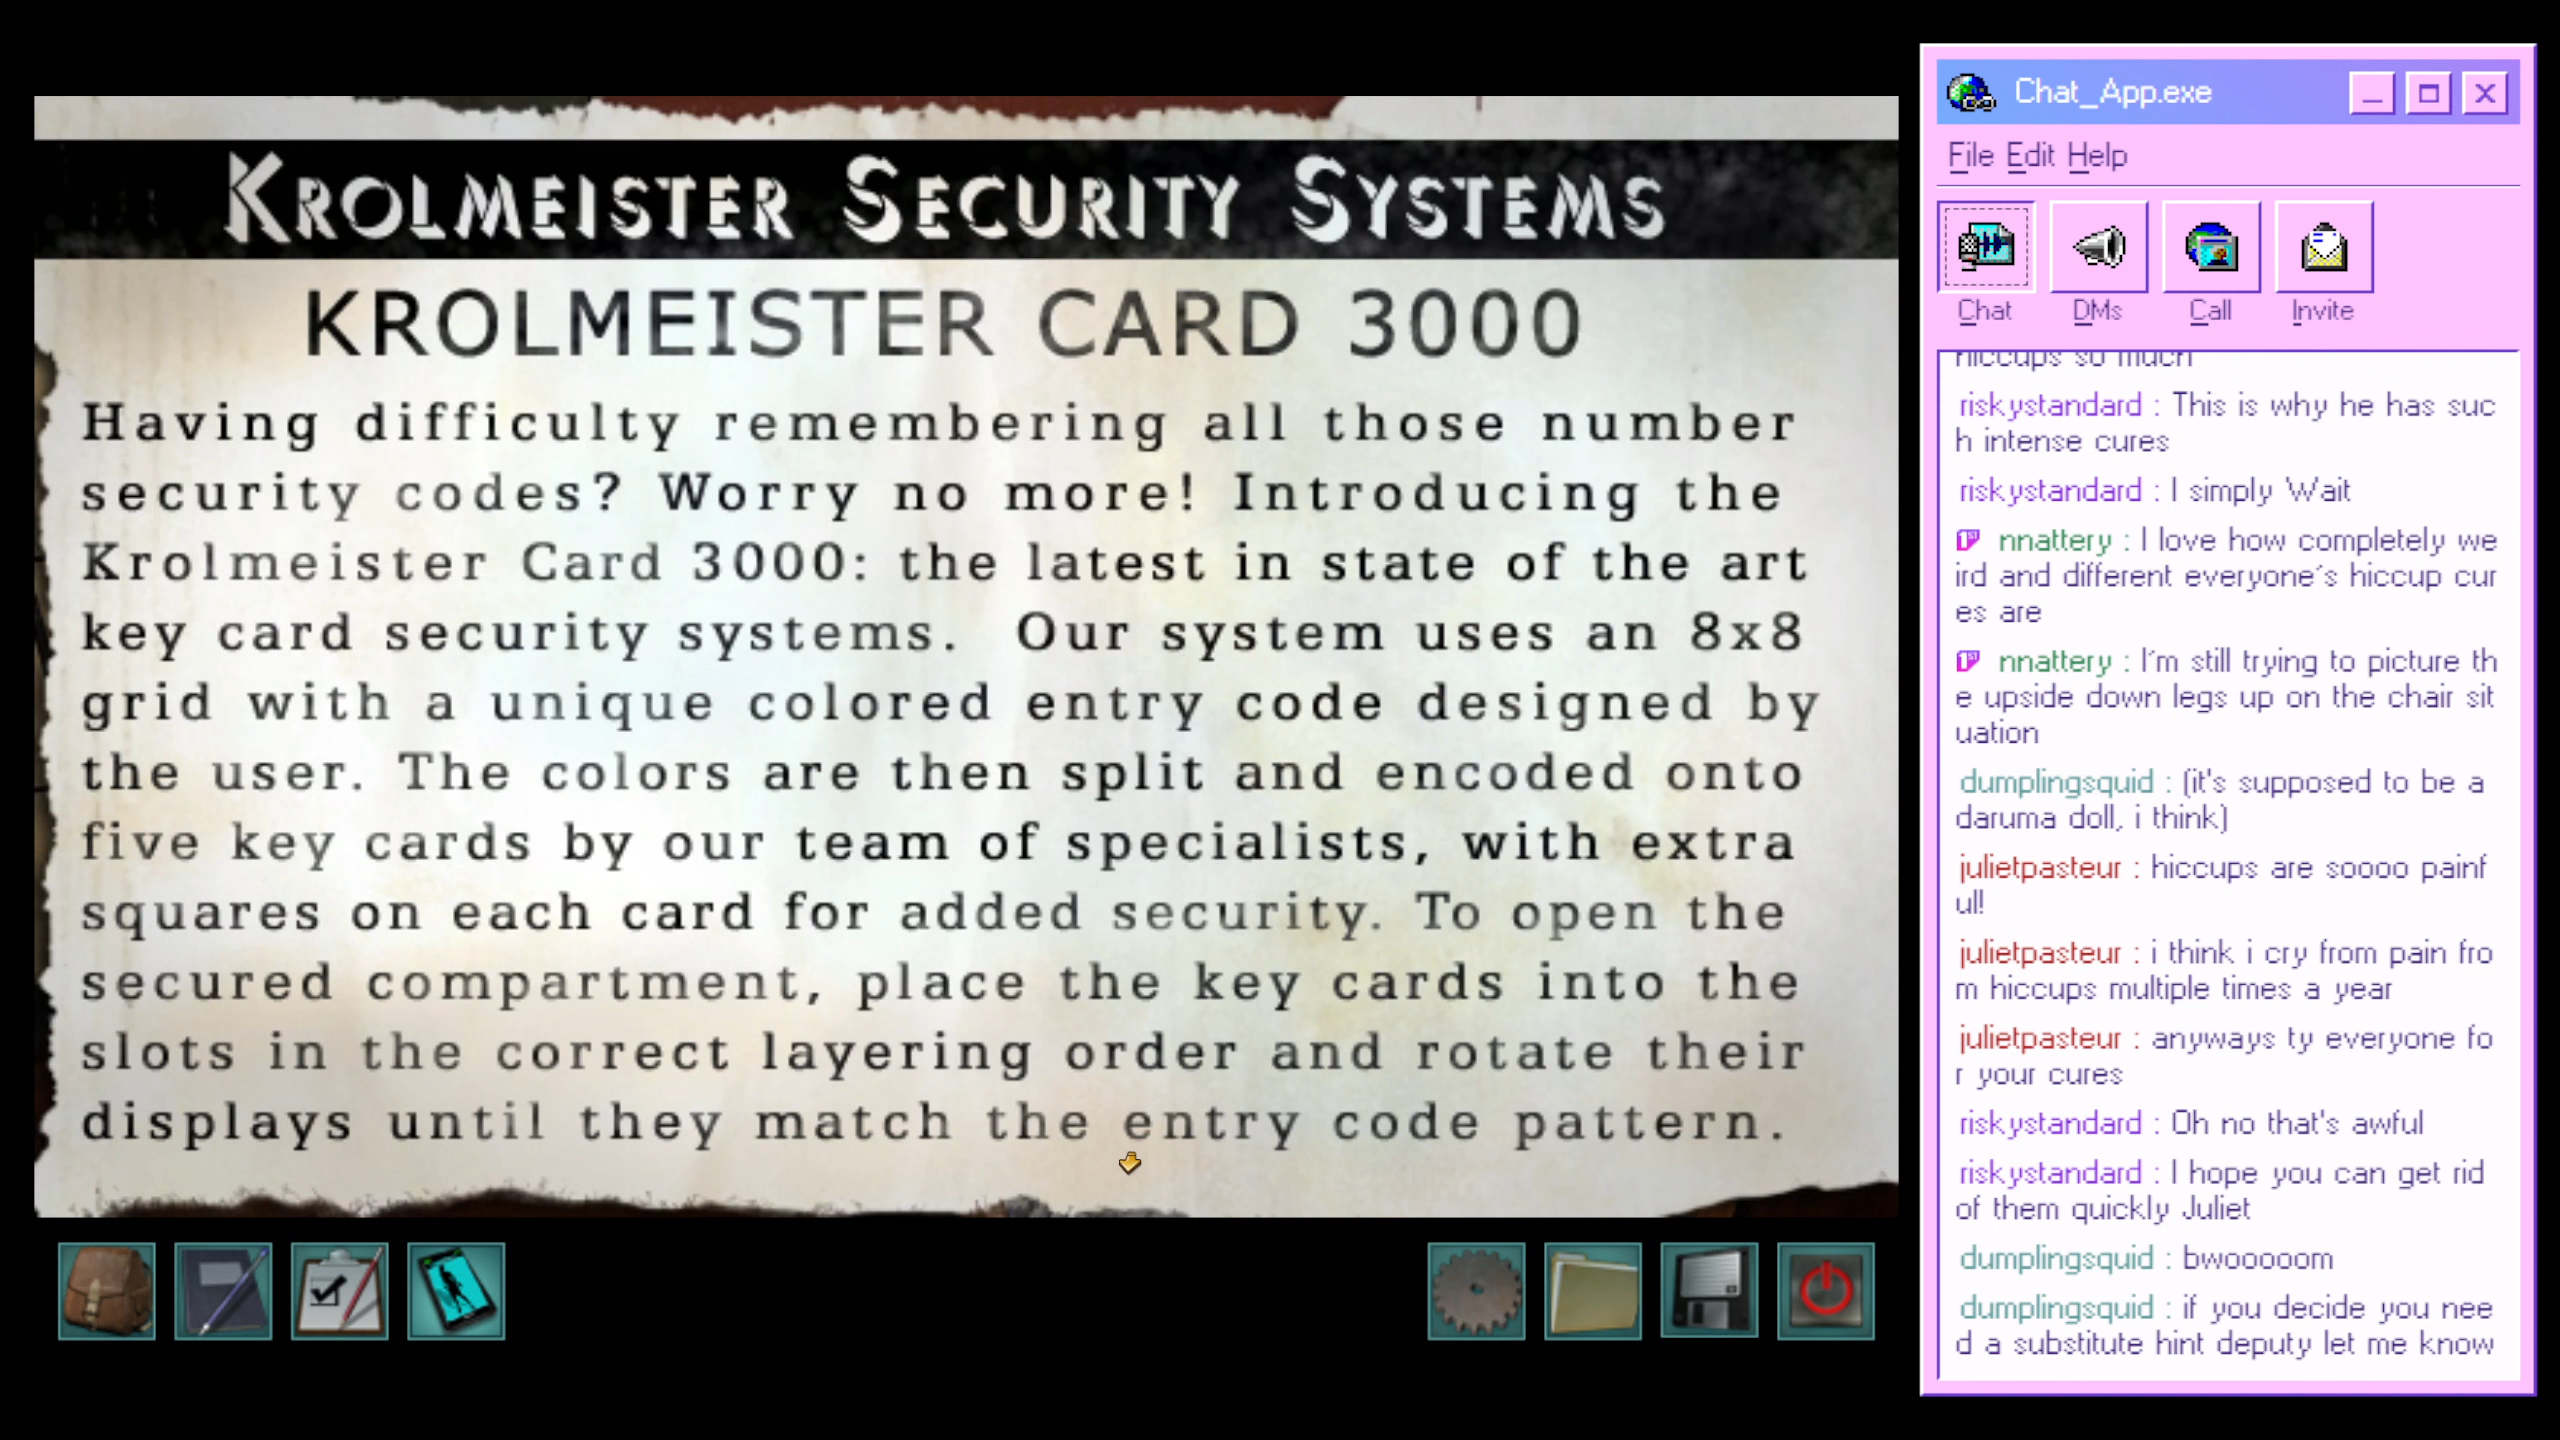 KROLMEISTER SECURITY SYSTEMS
KROLMEISTER CARD 3000
Having difficulty remembering all those number
security codes? Worry no more! Introducing the
Krolmeister Card 3000: the latest in state of the art
key card security systems.  Our system uses an 8x8
grid with a unique colored entry code designed by
the user. The colors are then split and encoded onto
five key cards by our team of specialists, with extra
squares on each card for added security. To open the
secured compartment, place the key cards into the
slots in the correct layering order and rotate their
displays until they match the entry code pattern.
Chat_App.exe
File Edit Help
Chat DMs Call Invite
hiccups so much
riskystandard : This is why he has suc
h intense cures
riskystandard : I simply Wait
1ST nnattery : I love how completely we
ird and different everyone's hiccup cur
es are
1ST nnattery : I'm still trying to picture th
e upside down legs up on the chair sit
uation
dumplingsquid : (it's supposed to be a
daruma doll, i think)
julietpasteur : hiccups are soooo painf
ul!
julietpasteur : i think i cry from pain fro
m hiccups multiple times a year
julietpasteur : anyways ty everyone fo
r your cures
riskystandard : Oh no that's awful
riskystandard : I hope you can get rid
of them quickly Juliet
dumplingsquid : bwooooom
dumplingsquid : if you decide you nee
d a substitute hint deputy let me know